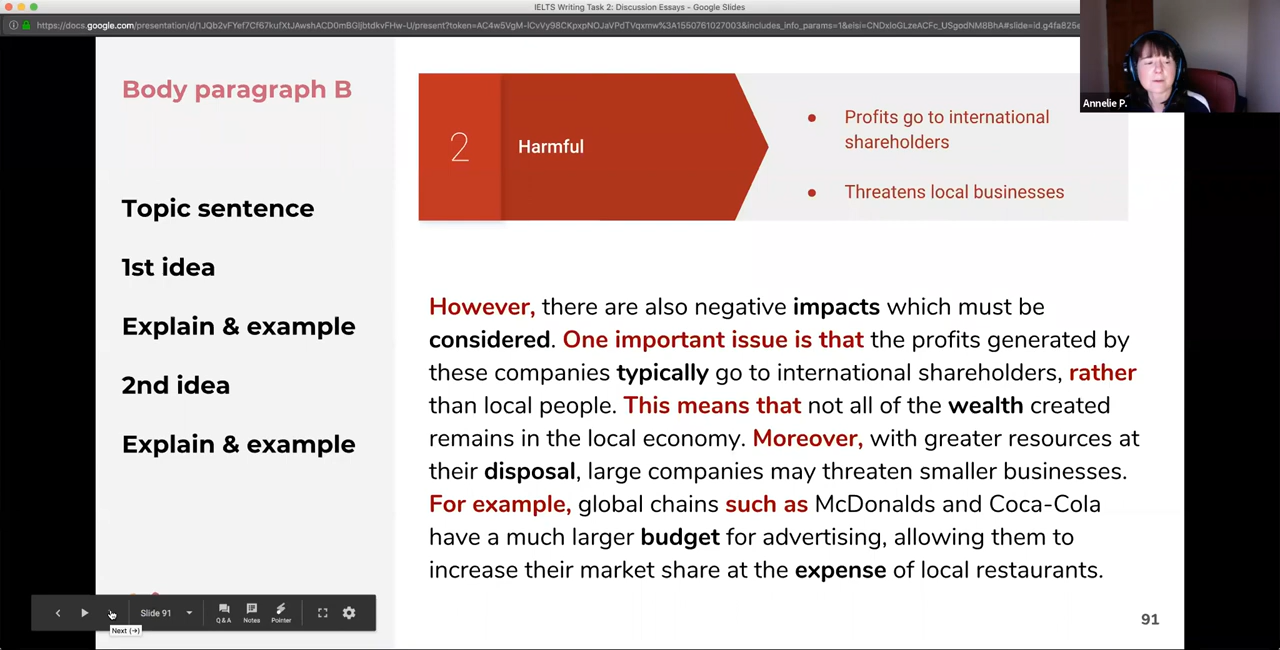 IELTS Writing Task 2: Discussion Essays - Google Slides
Annelie P.
Body paragraph B
Topic sentence
1st idea
Explain & example
2nd idea
Explain & example
2
Harmful
● Profits go to international
shareholders
● Threatens local businesses
However, there are also negative impacts which must be
considered. One important issue is that the profits generated by
these companies typically go to international shareholders, rather
than local people. This means that not all of the wealth created
remains in the local economy. Moreover, with greater resources at
their disposal, large companies may threaten smaller businesses.
For example, global chains such as McDonalds and Coca-Cola
have a much larger budget for advertising, allowing them to
increase their market share at the expense of local restaurants.
91
Slide 91
Q & A
Notes
Pointer
Next (→)